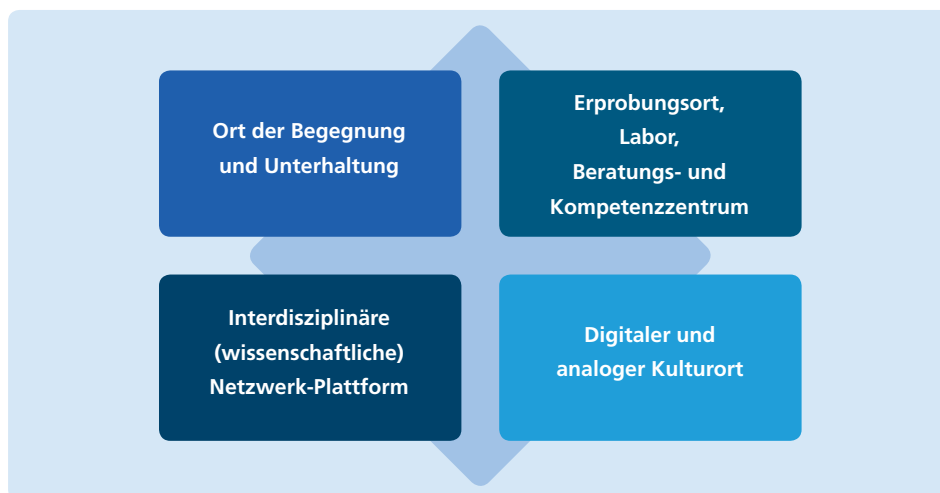 Ort der Begegnung
und Unterhaltung
Erprobungsort,
Labor,
Beratungs- und
Kompetenzzentrum
Interdisziplinäre
(wissenschaftliche)
Netzwerk-Plattform
Digitaler und
analoger Kulturort